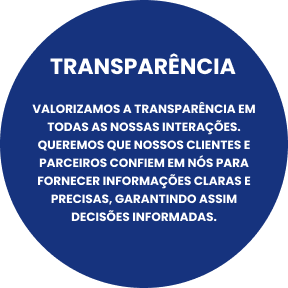 TRANSPARÊNCIA
VALORIZAMOS A TRANSPARÊNCIA EM
TODAS AS NOSSAS INTERAÇÕES.
QUEREMOS QUE NOSSOS CLIENTES E
PARCEIROS CONFIEM EM NÓS PARA
FORNECER INFORMAÇÕES CLARAS E
PRECISAS, GARANTINDO ASSIM
DECISÕES INFORMADAS.